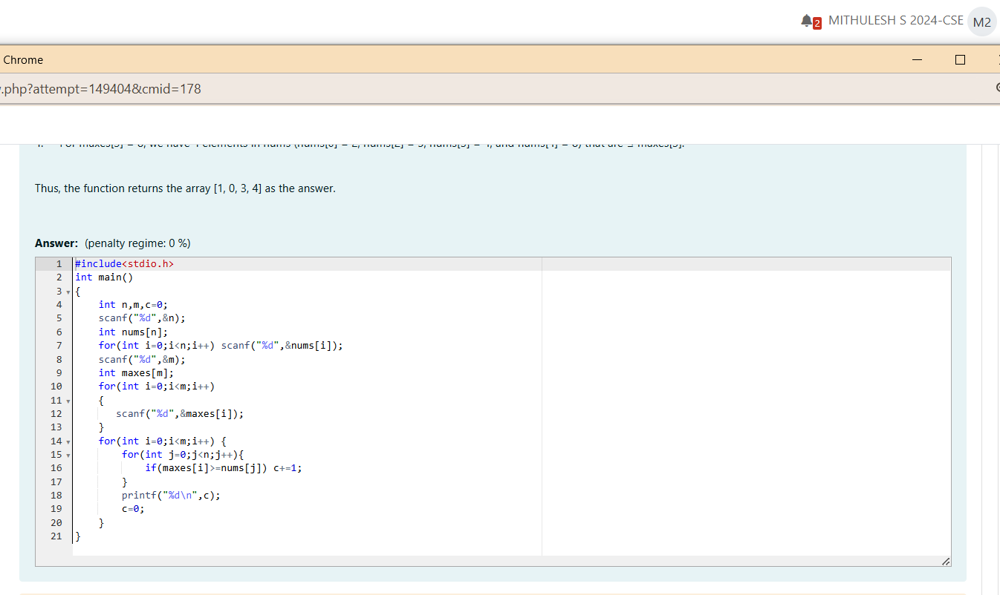 2 MITHULESH S 2024-CSE M2
Chrome
.php?attempt=149404&cmid=178
Thus, the function returns the array [1, 0, 3, 4] as the answer.
Answer: (penalty regime: 0 %)
1 #include<stdio.h>
2 int main()
3 {
4 int n,m,c=0;
5 scanf("%d",&n);
6 int nums[n];
7 for(int i=0;i<n;i++) scanf("%d",&nums[i]);
8 scanf("%d",&m);
9 int maxes[m];
10 for(int i=0;i<m;i++)
11 {
12 scanf("%d",&maxes[i]);
13 }
14 for(int i=0;i<m;i++) {
15 for(int j=0;j<n;j++){
16 if(maxes[i]>=nums[j]) c+=1;
17 }
18 printf("%d\n",c);
19 c=0;
20 }
21 }